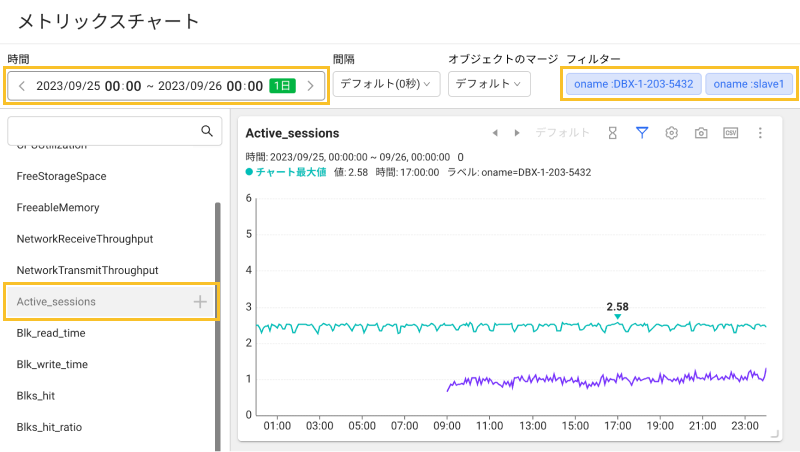 メトリックスチャート
時間 間隔 オブジェクトのマージ フィルター
2023/09/25 00:00 ~ 2023/09/26 00:00 1日 デフォルト(0秒) デフォルト oname :DBX-1-203-5432 oname :slave1
FreeStorageSpace
FreeableMemory
NetworkReceiveThroughput
NetworkTransmitThroughput
Active_sessions
Blk_read_time
Blk_write_time
Blks_hit
Blks_hit_ratio
Active_sessions デフォルト CSV
時間: 2023/09/25, 00:00:00 ~ 09/26, 00:00:00 0
チャート最大値 値: 2.58 時間: 17:00:00 ラベル: oname=DBX-1-203-5432
6
5
4
3
2
1
0
2.58
01:00 03:00 05:00 07:00 09:00 11:00 13:00 15:00 17:00 19:00 21:00 23:00